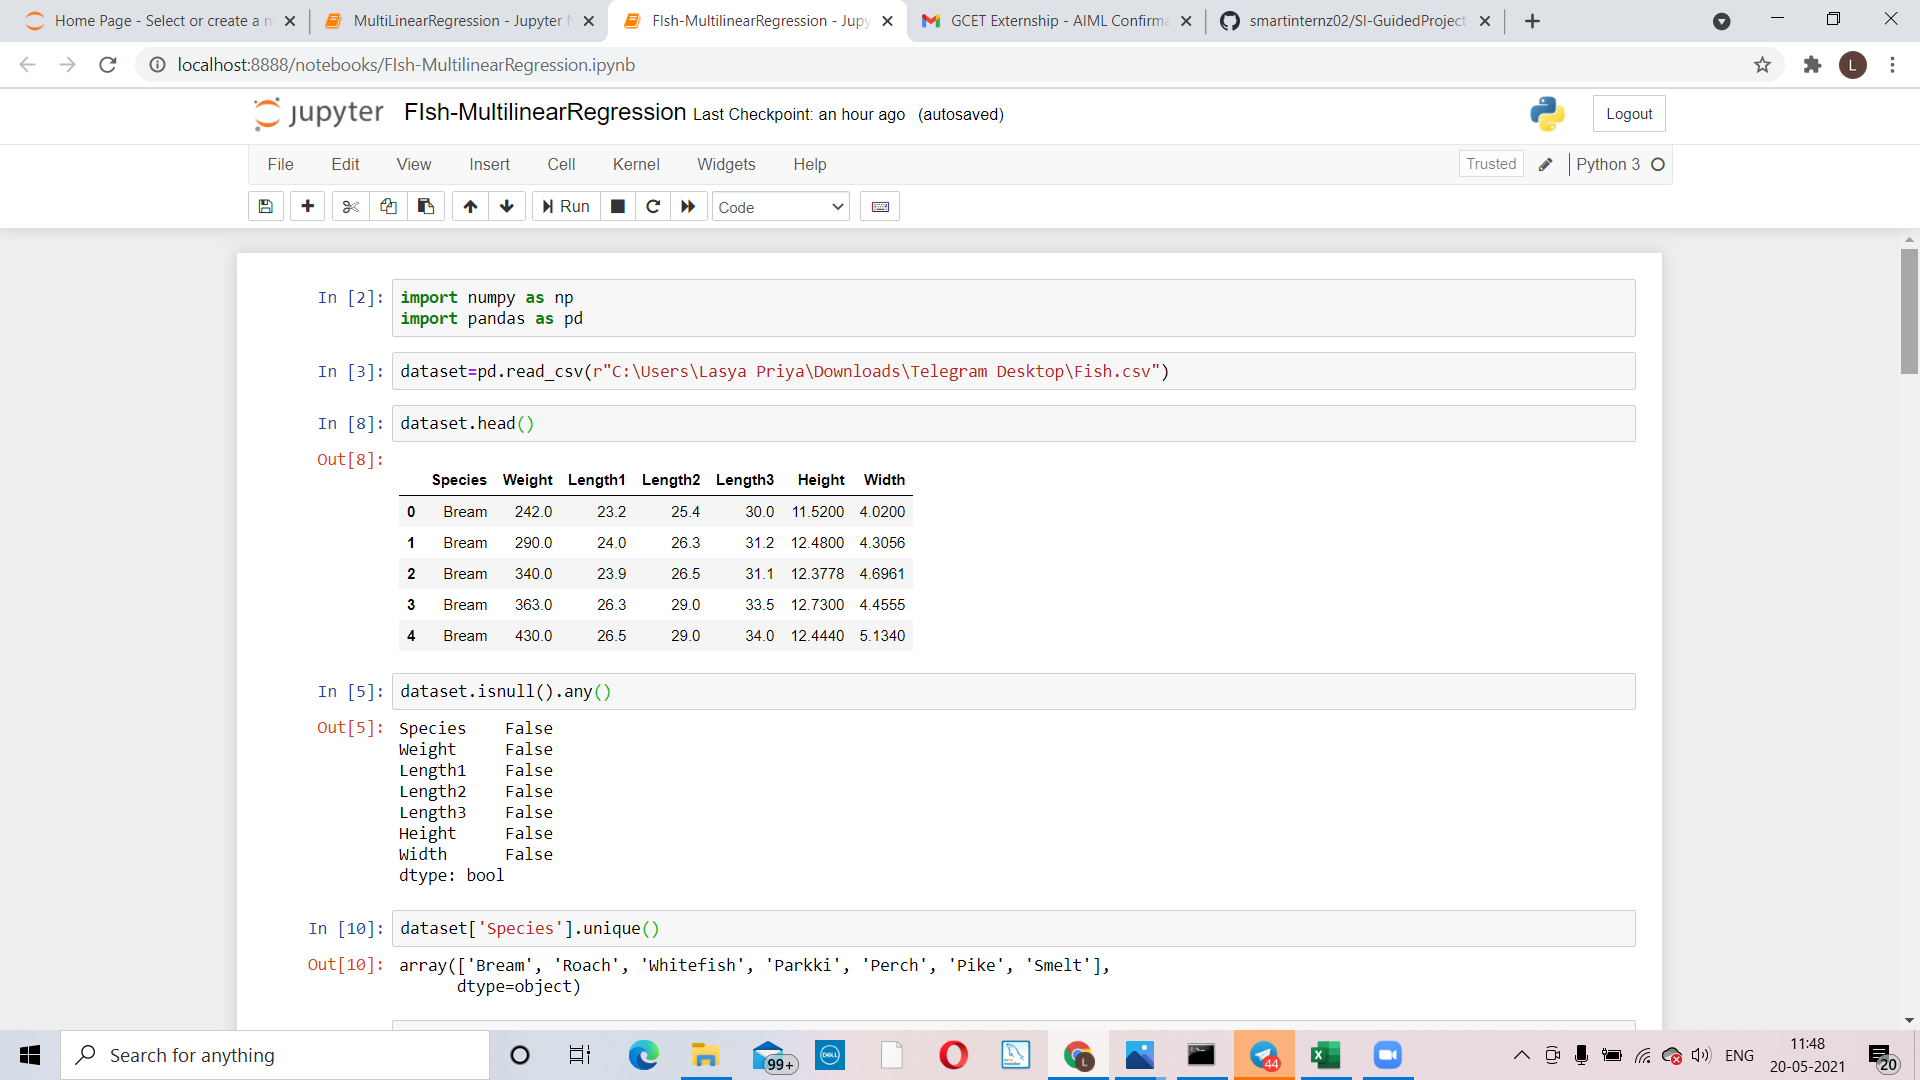 Home Page - Select or create a n
MultiLinearRegression - Jupyter N
FIsh-MultilinearRegression - Jupy
GCET Externship - AIML Confirma
smartinternz02/SI-GuidedProject
localhost:8888/notebooks/FIsh-MultilinearRegression.ipynb
L
jupyter FIsh-MultilinearRegression Last Checkpoint: an hour ago (autosaved)
Logout
File Edit View Insert Cell Kernel Widgets Help
Trusted Python 3
Run Code
In [2]: import numpy as np
import pandas as pd
In [3]: dataset=pd.read_csv(r"C:\Users\Lasya Priya\Downloads\Telegram Desktop\Fish.csv")
In [8]: dataset.head()
Out[8]:
Species Weight Length1 Length2 Length3 Height Width
0 Bream 242.0 23.2 25.4 30.0 11.5200 4.0200
1 Bream 290.0 24.0 26.3 31.2 12.4800 4.3056
2 Bream 340.0 23.9 26.5 31.1 12.3778 4.6961
3 Bream 363.0 26.3 29.0 33.5 12.7300 4.4555
4 Bream 430.0 26.5 29.0 34.0 12.4440 5.1340
In [5]: dataset.isnull().any()
Out[5]: Species False
Weight False
Length1 False
Length2 False
Length3 False
Height False
Width False
dtype: bool
In [10]: dataset['Species'].unique()
Out[10]: array(['Bream', 'Roach', 'Whitefish', 'Parkki', 'Perch', 'Pike', 'Smelt'],
dtype=object)
Search for anything
99+
DELL
L
44
ENG
11:48
20-05-2021
20